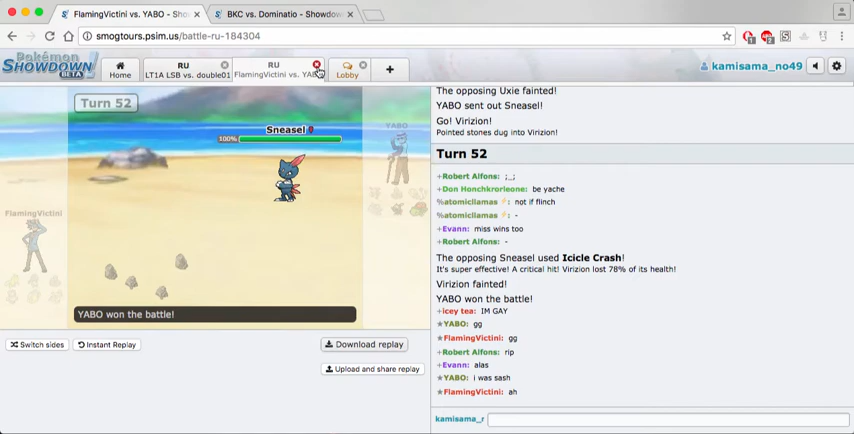 FlamingVictini vs. YABO - Sho
BKC vs. Dominatio - Showdow
smogtours.psim.us/battle-ru-184304
Pokémon
SHOWDOWN!
BETA
Home
RU
LT1A LSB vs. double01
RU
FlamingVictini vs. YAB
Lobby
kamisama_no49
Turn 52
Sneasel
100%
YABO
FlamingVictini
YABO won the battle!
Switch sides
Instant Replay
Download replay
Upload and share replay
The opposing Uxie fainted!
YABO sent out Sneasel!
Go! Virizion!
Pointed stones dug into Virizion!
Turn 52
+Robert Alfons: ;_;
+Don Honchkrorleone: be yache
%atomicllamas ⚡: not if flinch
%atomicllamas ⚡: -
+Evann: miss wins too
+Robert Alfons: -
The opposing Sneasel used Icicle Crash!
It's super effective! A critical hit! Virizion lost 78% of its health!
Virizion fainted!
YABO won the battle!
+icey tea: IM GAY
★YABO: gg
★FlamingVictini: gg
+Robert Alfons: rip
+Evann: alas
★YABO: i was sash
★FlamingVictini: ah
kamisama_r